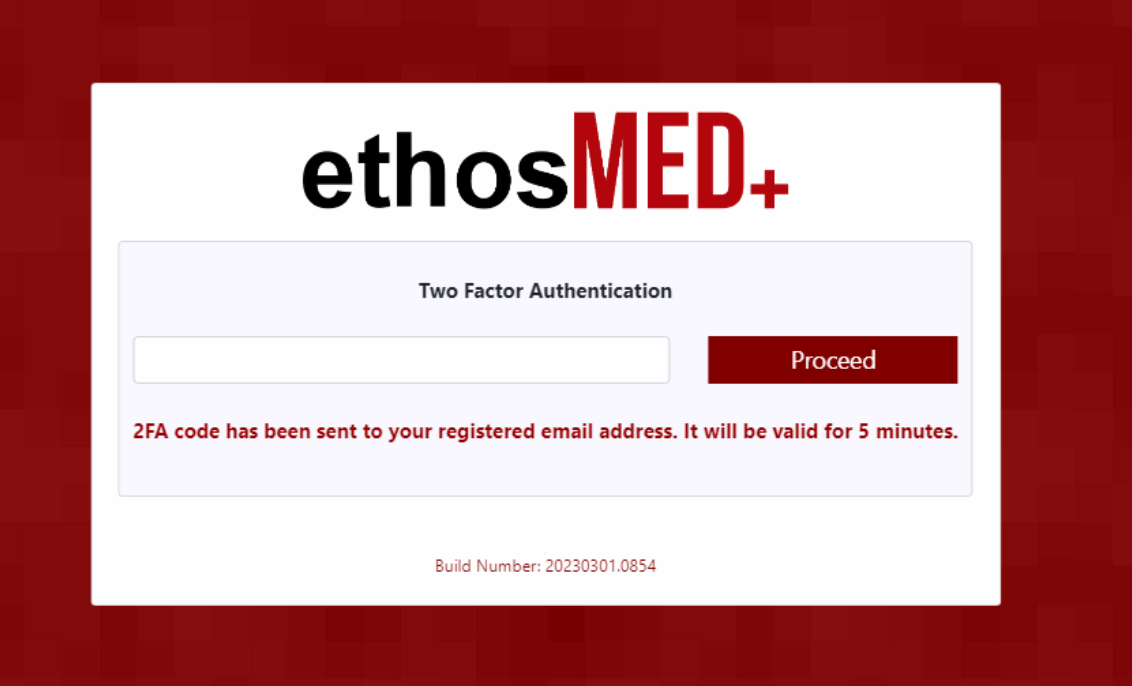 ethosMED+
Two Factor Authentication
Proceed
2FA code has been sent to your registered email address. It will be valid for 5 minutes.
Build Number: 20230301.0854